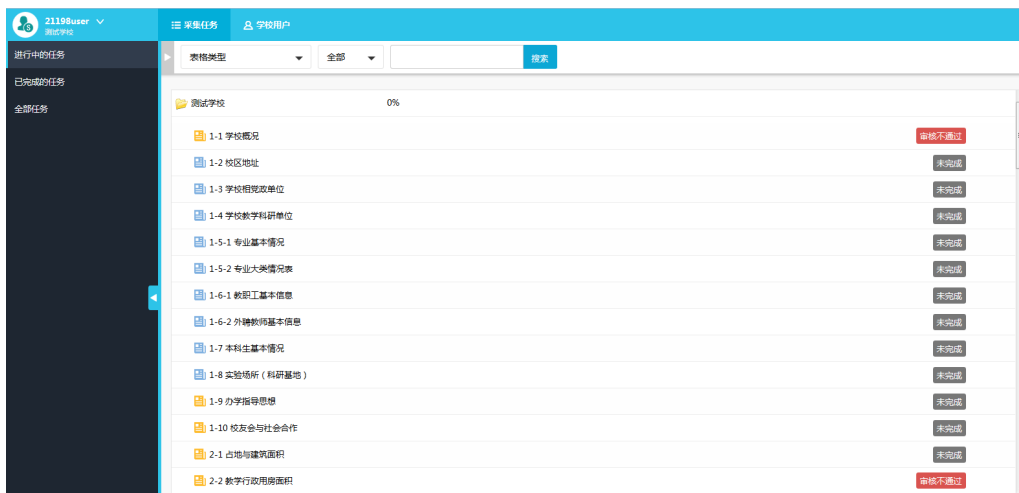 21198user
测试学校
采集任务
学校用户
进行中的任务
已完成的任务
全部任务
表格类型
全部
搜索
测试学校 0%
1-1 学校概况 审核不通过
1-2 校区地址 未完成
1-3 学校相党政单位 未完成
1-4 学校教学科研单位 未完成
1-5-1 专业基本情况 未完成
1-5-2 专业大类情况表 未完成
1-6-1 教职工基本信息 未完成
1-6-2 外聘教师基本信息 未完成
1-7 本科生基本情况 未完成
1-8 实验场所（科研基地） 未完成
1-9 办学指导思想 未完成
1-10 校友会与社会合作 未完成
2-1 占地与建筑面积 未完成
2-2 教学行政用房面积 审核不通过